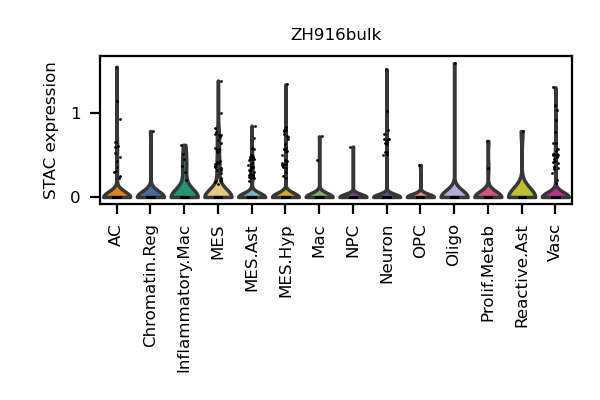 ZH916bulk
STAC expression
1
0
AC
Chromatin.Reg
Inflammatory.Mac
MES
MES.Ast
MES.Hyp
Mac
NPC
Neuron
OPC
Oligo
Prolif.Metab
Reactive.Ast
Vasc